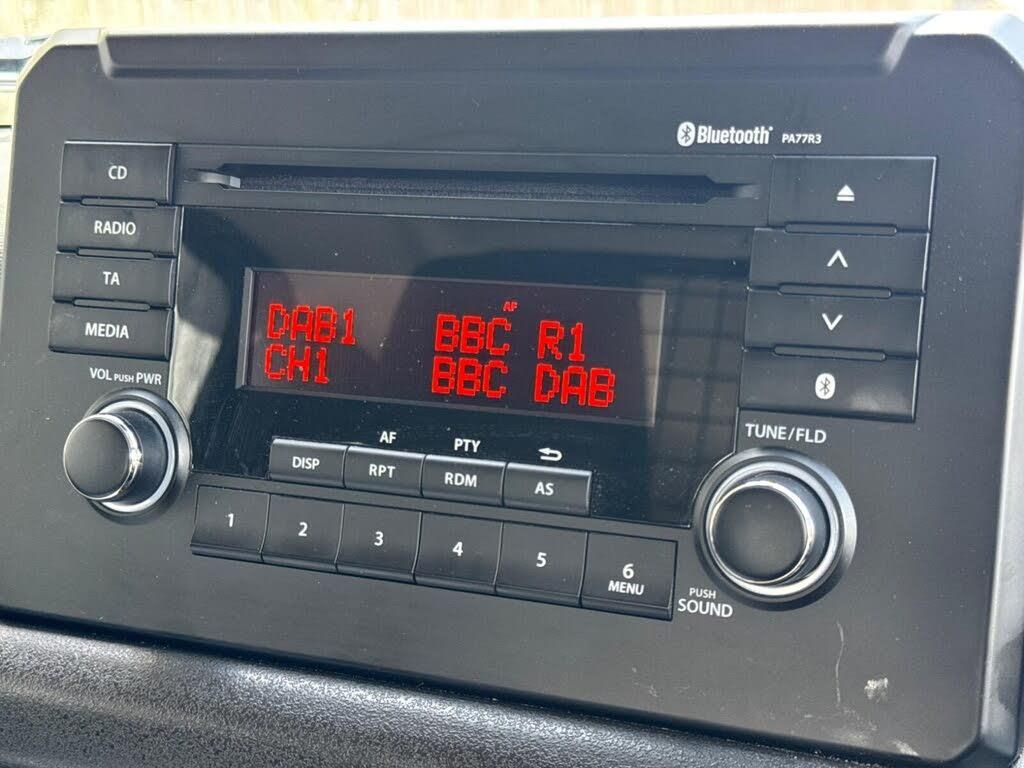 Bluetooth® PA77R3
CD
RADIO
TA
MEDIA
VOL PUSH PWR
AF
DAB1 BBC R1
CH1 BBC DAB
TUNE/FLD
AF PTY
DISP RPT RDM AS
1 2 3 4 5 6
MENU
PUSH
SOUND